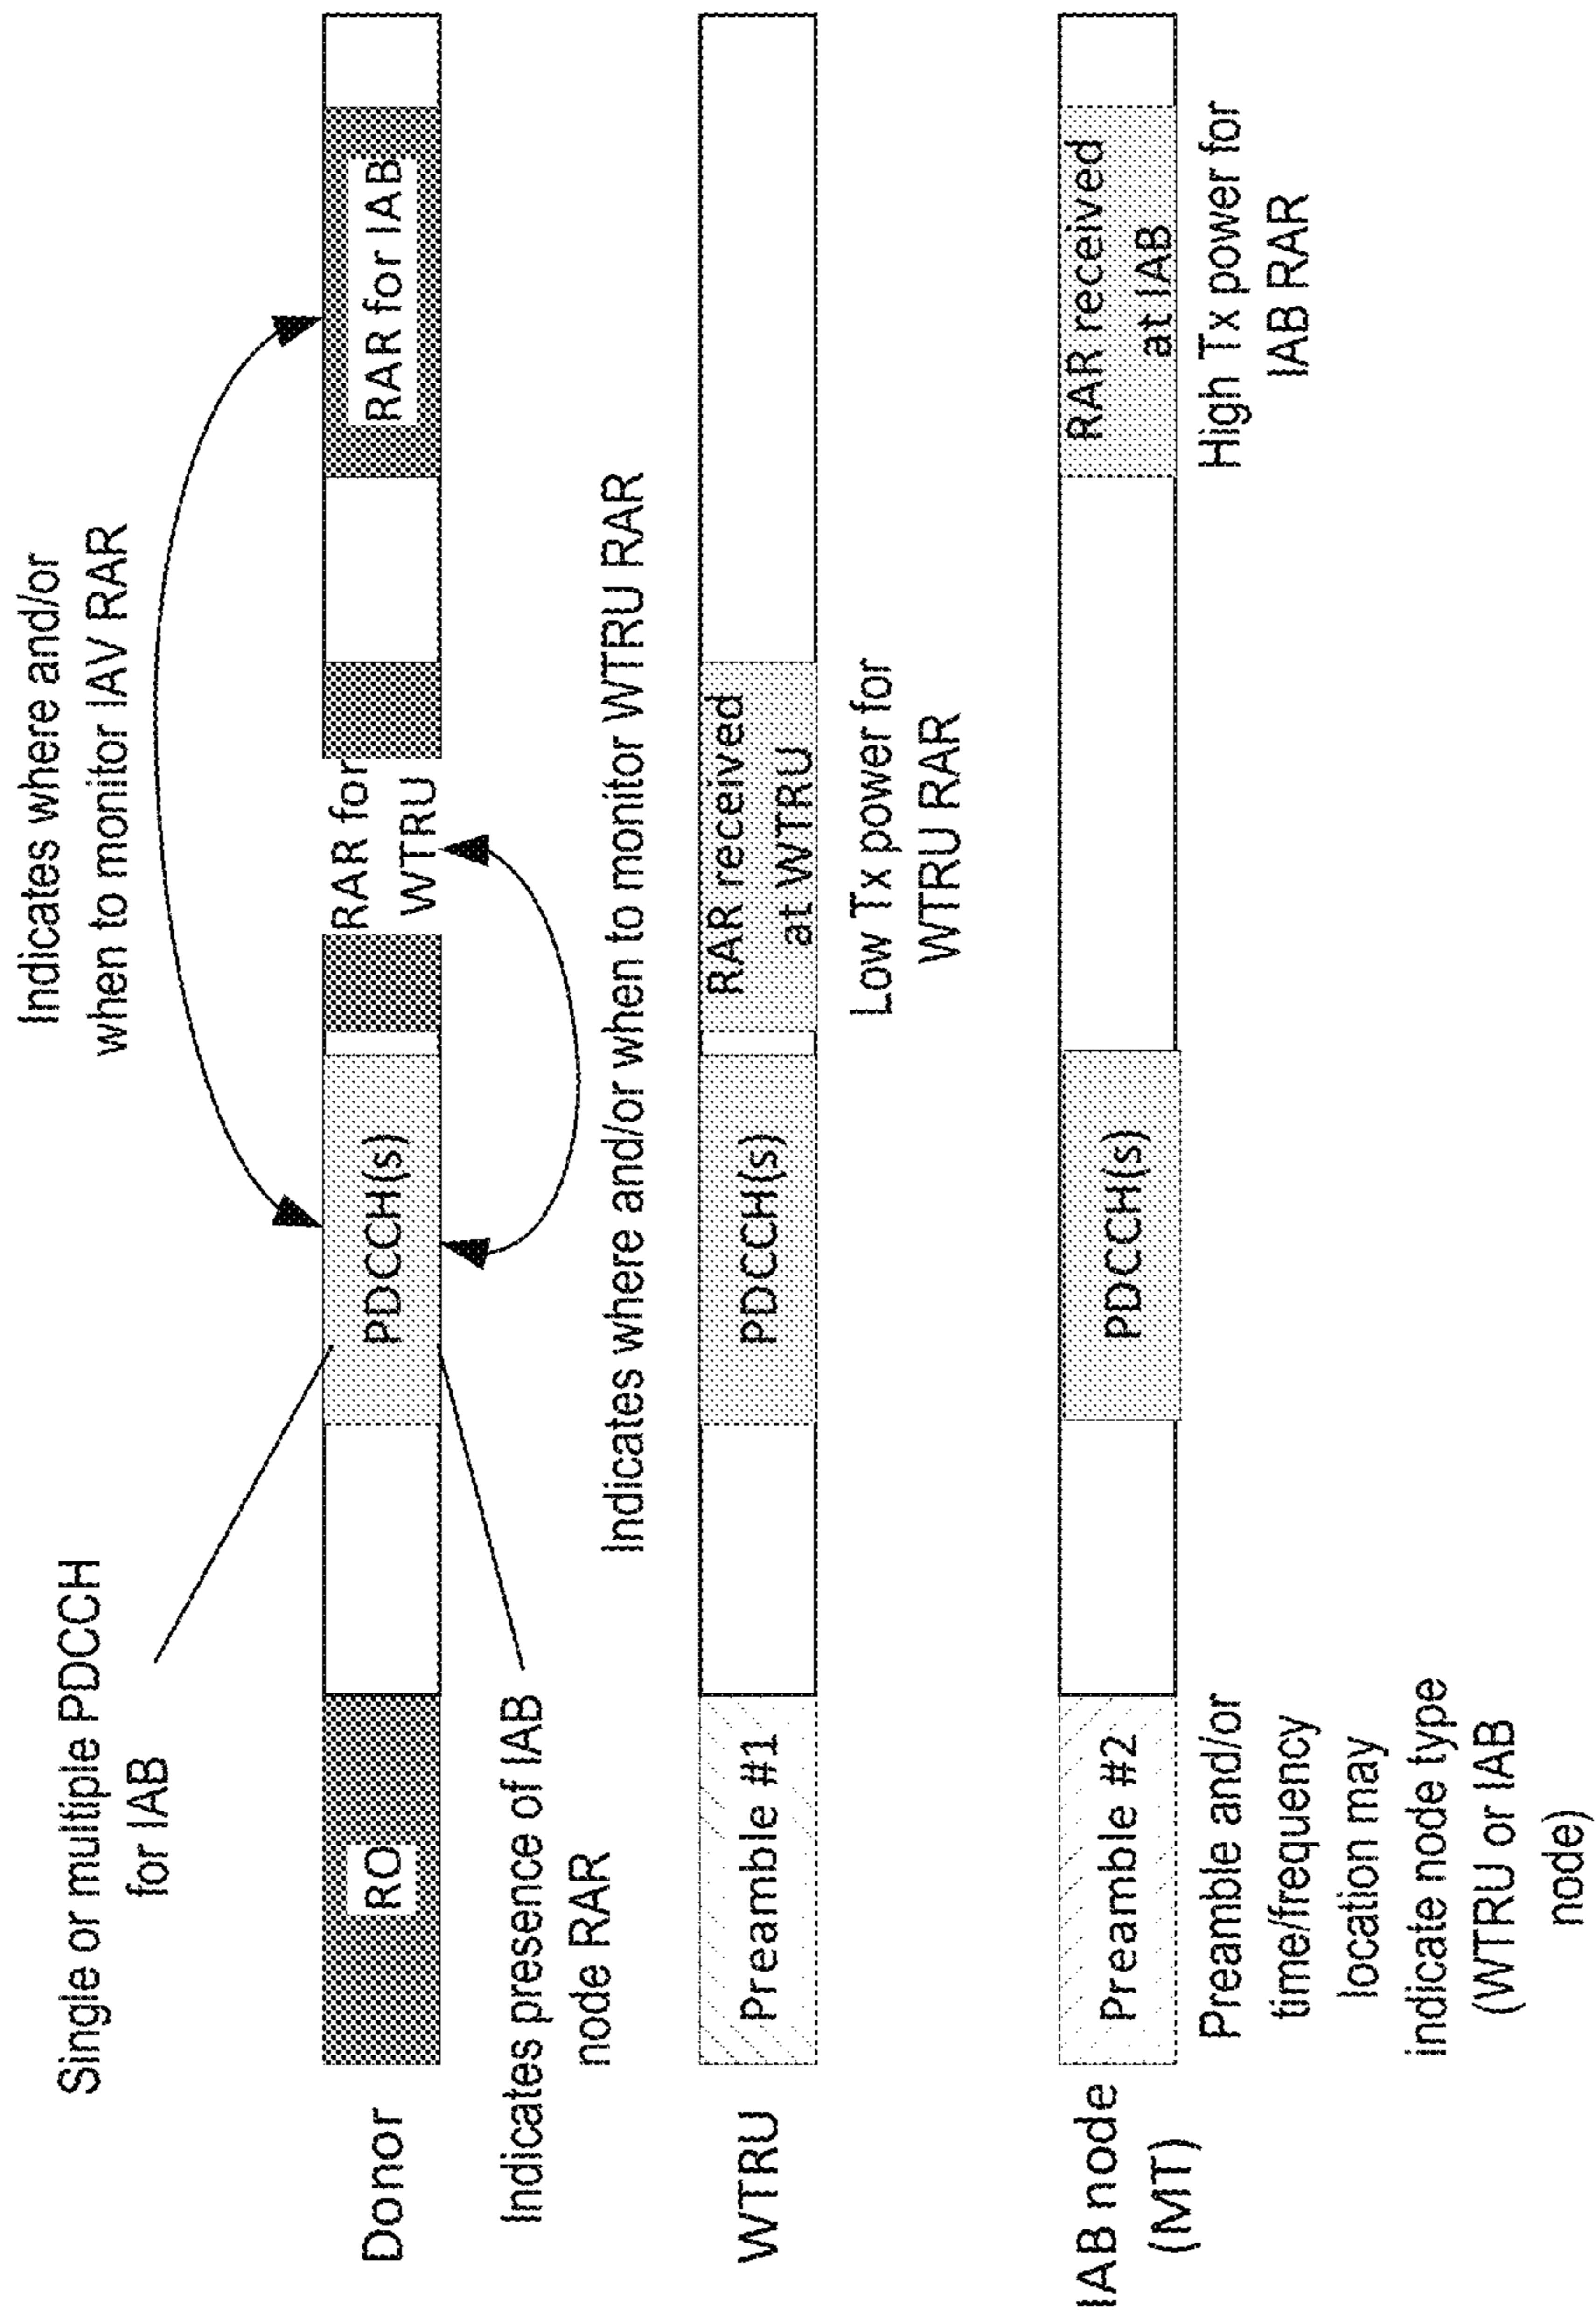 Single or multiple PDCCH
for IAB
Indicates where and/or
when to monitor IAV RAR
Donor
RO
PDCCH(s)
RAR for
WTRU
RAR for IAB
Indicates presence of IAB
node RAR
Indicates where and/or when to monitor WTRU RAR
WTRU
Preamble #1
PDCCH(s)
RAR received
at WTRU
Low Tx power for
WTRU RAR
IAB node
(MT)
Preamble #2
PDCCH(s)
RAR received
at IAB
Preamble and/or
time/frequency
location may
indicate node type
(WTRU or IAB
node)
High Tx power for
IAB RAR